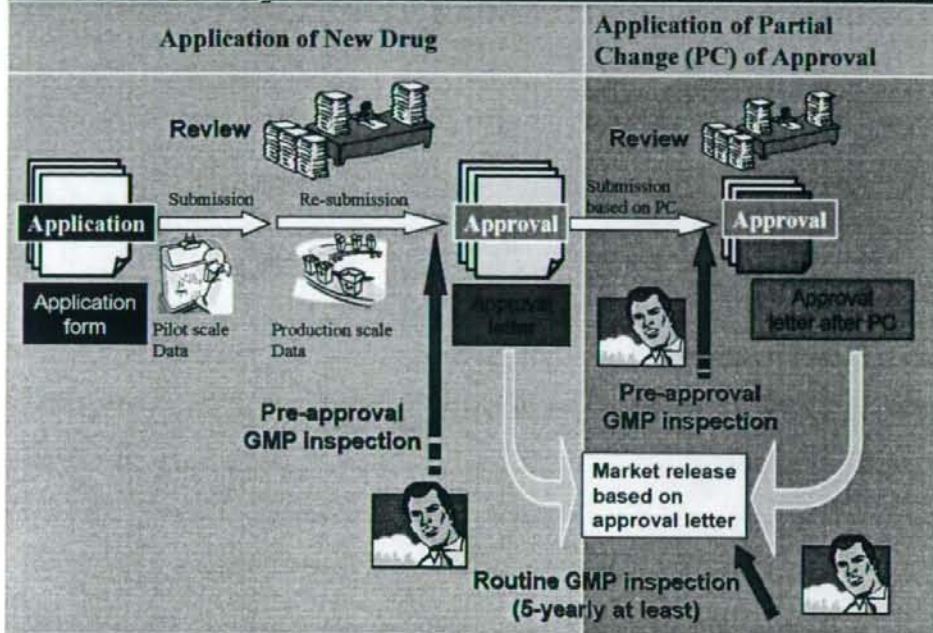 Application of New Drug
Application of Partial
Change (PC) of Approval
Review
Review
Submission
Re-submission
Submission
based on PC
Application
Approval
Approval
Application
form
Pilot scale
Data
Production scale
Data
Approval
letter
Approval
letter after PC
Pre-approval
GMP inspection
Pre-approval
GMP inspection
Market release
based on
approval letter
Routine GMP inspection
(5-yearly at least)